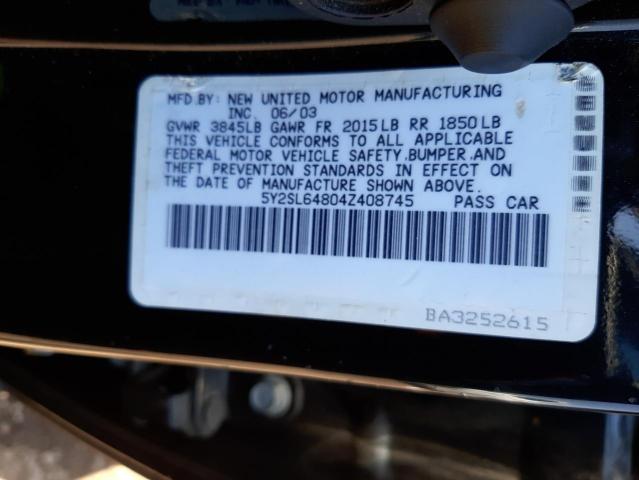 MFD.BY: NEW UNITED MOTOR MANUFACTURING
INC. 06/03
GVWR 3845LB GAWR FR 2015LB RR 1850LB
THIS VEHICLE CONFORMS TO ALL APPLICABLE
FEDERAL MOTOR VEHICLE SAFETY.BUMPER.AND
THEFT PREVENTION STANDARDS IN EFFECT ON
THE DATE OF MANUFACTURE SHOWN ABOVE.
5Y2SL64804Z408745 PASS CAR
BA3252615